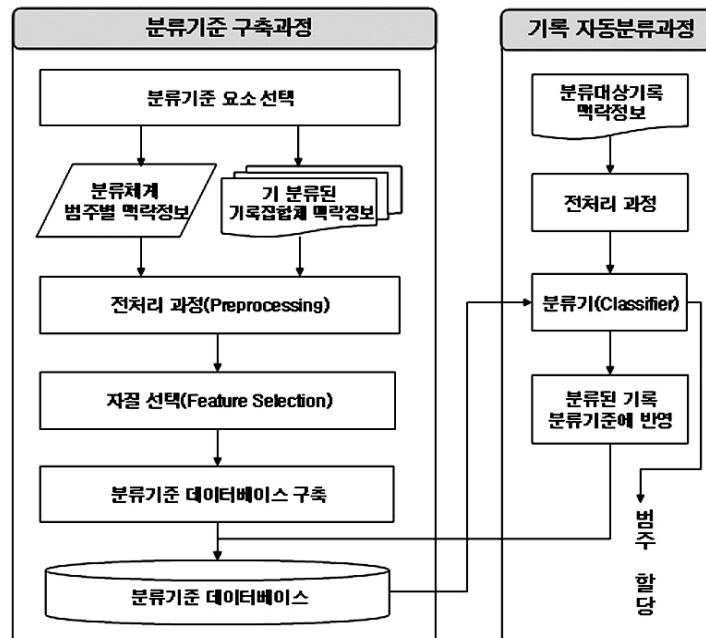 분류기준 구축과정
분류기준 요소 선택
분류체계
범주별 맥락정보
기 분류된
기록집합체 맥락정보
전처리 과정(Preprocessing)
자질 선택(Feature Selection)
분류기준 데이터베이스 구축
분류기준 데이터베이스
기록 자동분류과정
분류대상기록
맥락정보
전처리 과정
분류기(Classifier)
분류된 기록
분류기준에 반영
범주 할당